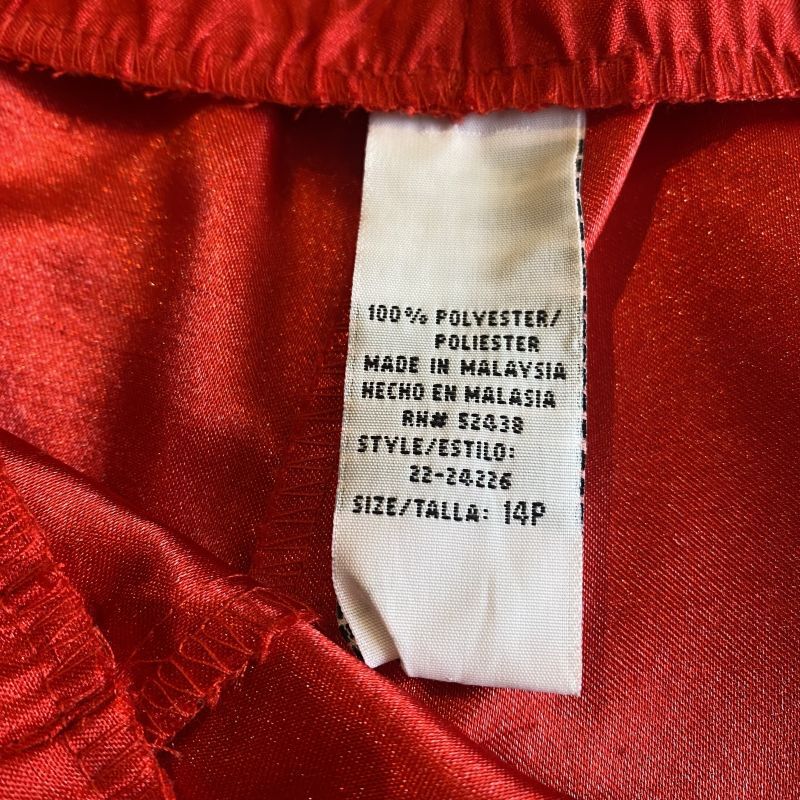 100% POLYESTER/
POLIESTER
MADE IN MALAYSIA
HECHO EN MALASIA
RN# 52438
STYLE/ESTILO:
22-24226
SIZE/TALLA: 14P